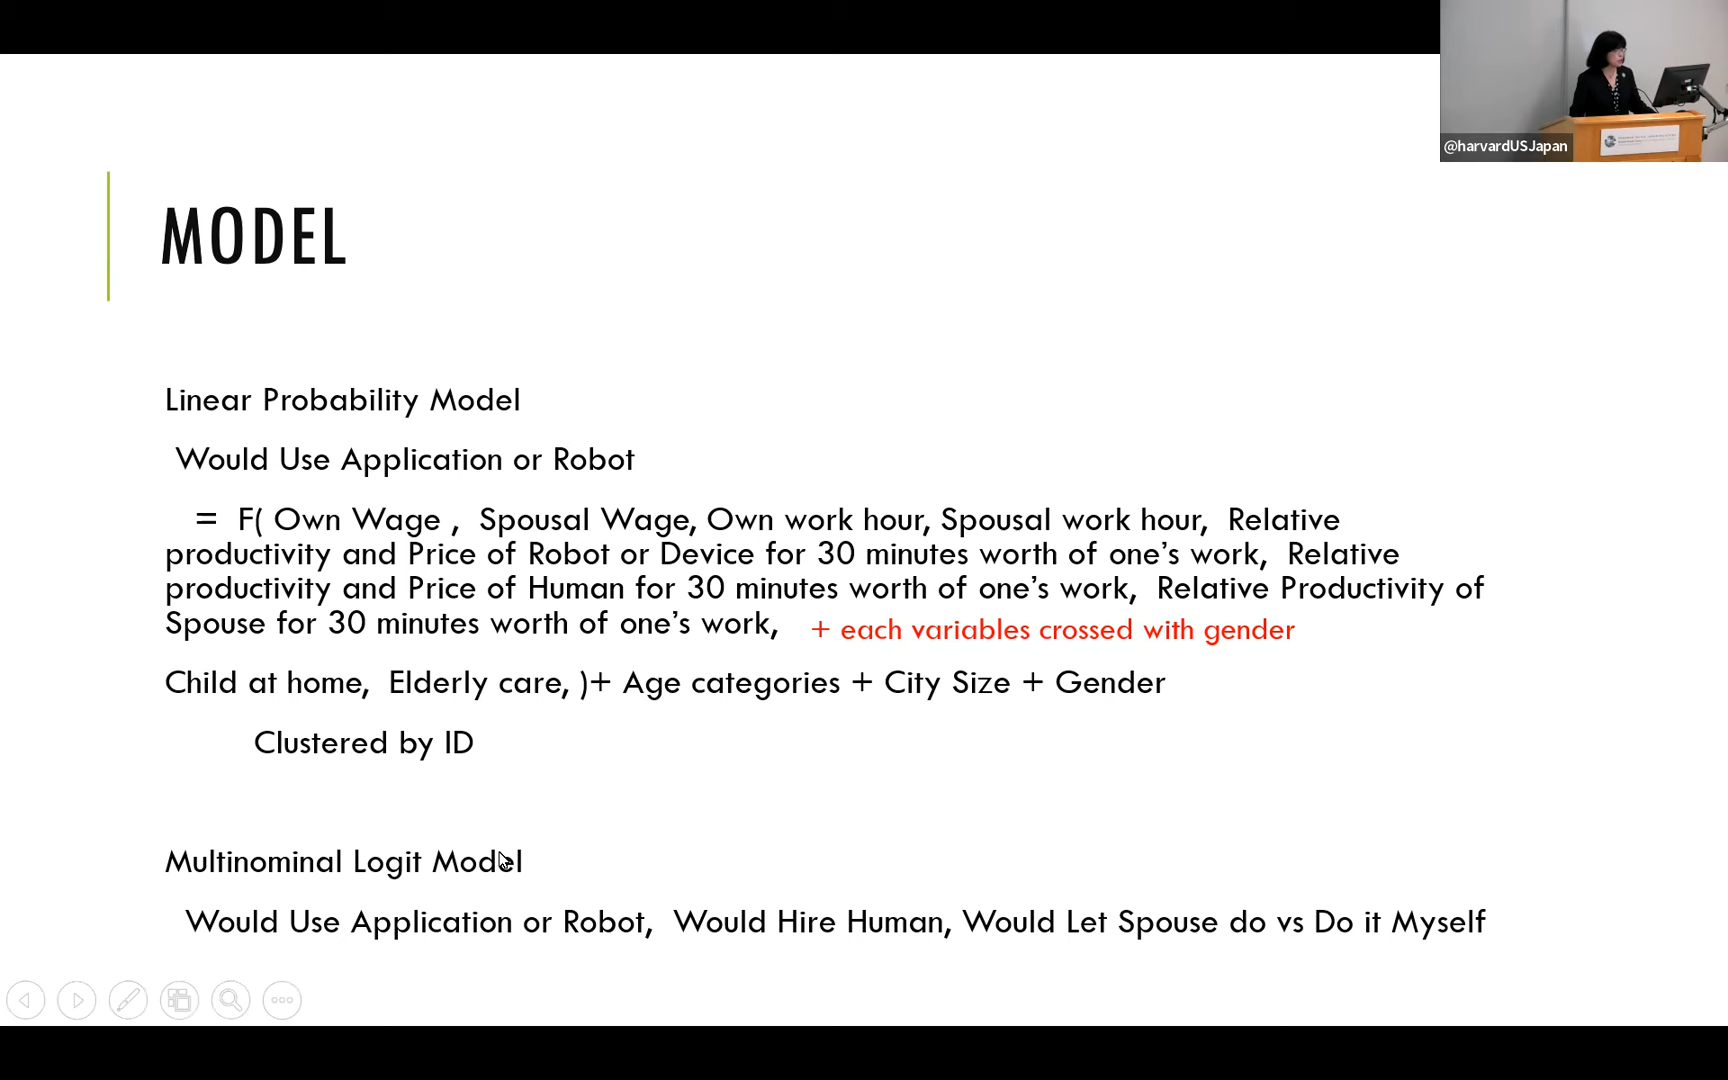 @harvardUSJapan
MODEL
Linear Probability Model
Would Use Application or Robot
= F( Own Wage , Spousal Wage, Own work hour, Spousal work hour, Relative
productivity and Price of Robot or Device for 30 minutes worth of one's work, Relative
productivity and Price of Human for 30 minutes worth of one's work, Relative Productivity of
Spouse for 30 minutes worth of one's work, + each variables crossed with gender
Child at home, Elderly care, )+ Age categories + City Size + Gender
Clustered by ID
Multinominal Logit Model
Would Use Application or Robot, Would Hire Human, Would Let Spouse do vs Do it Myself